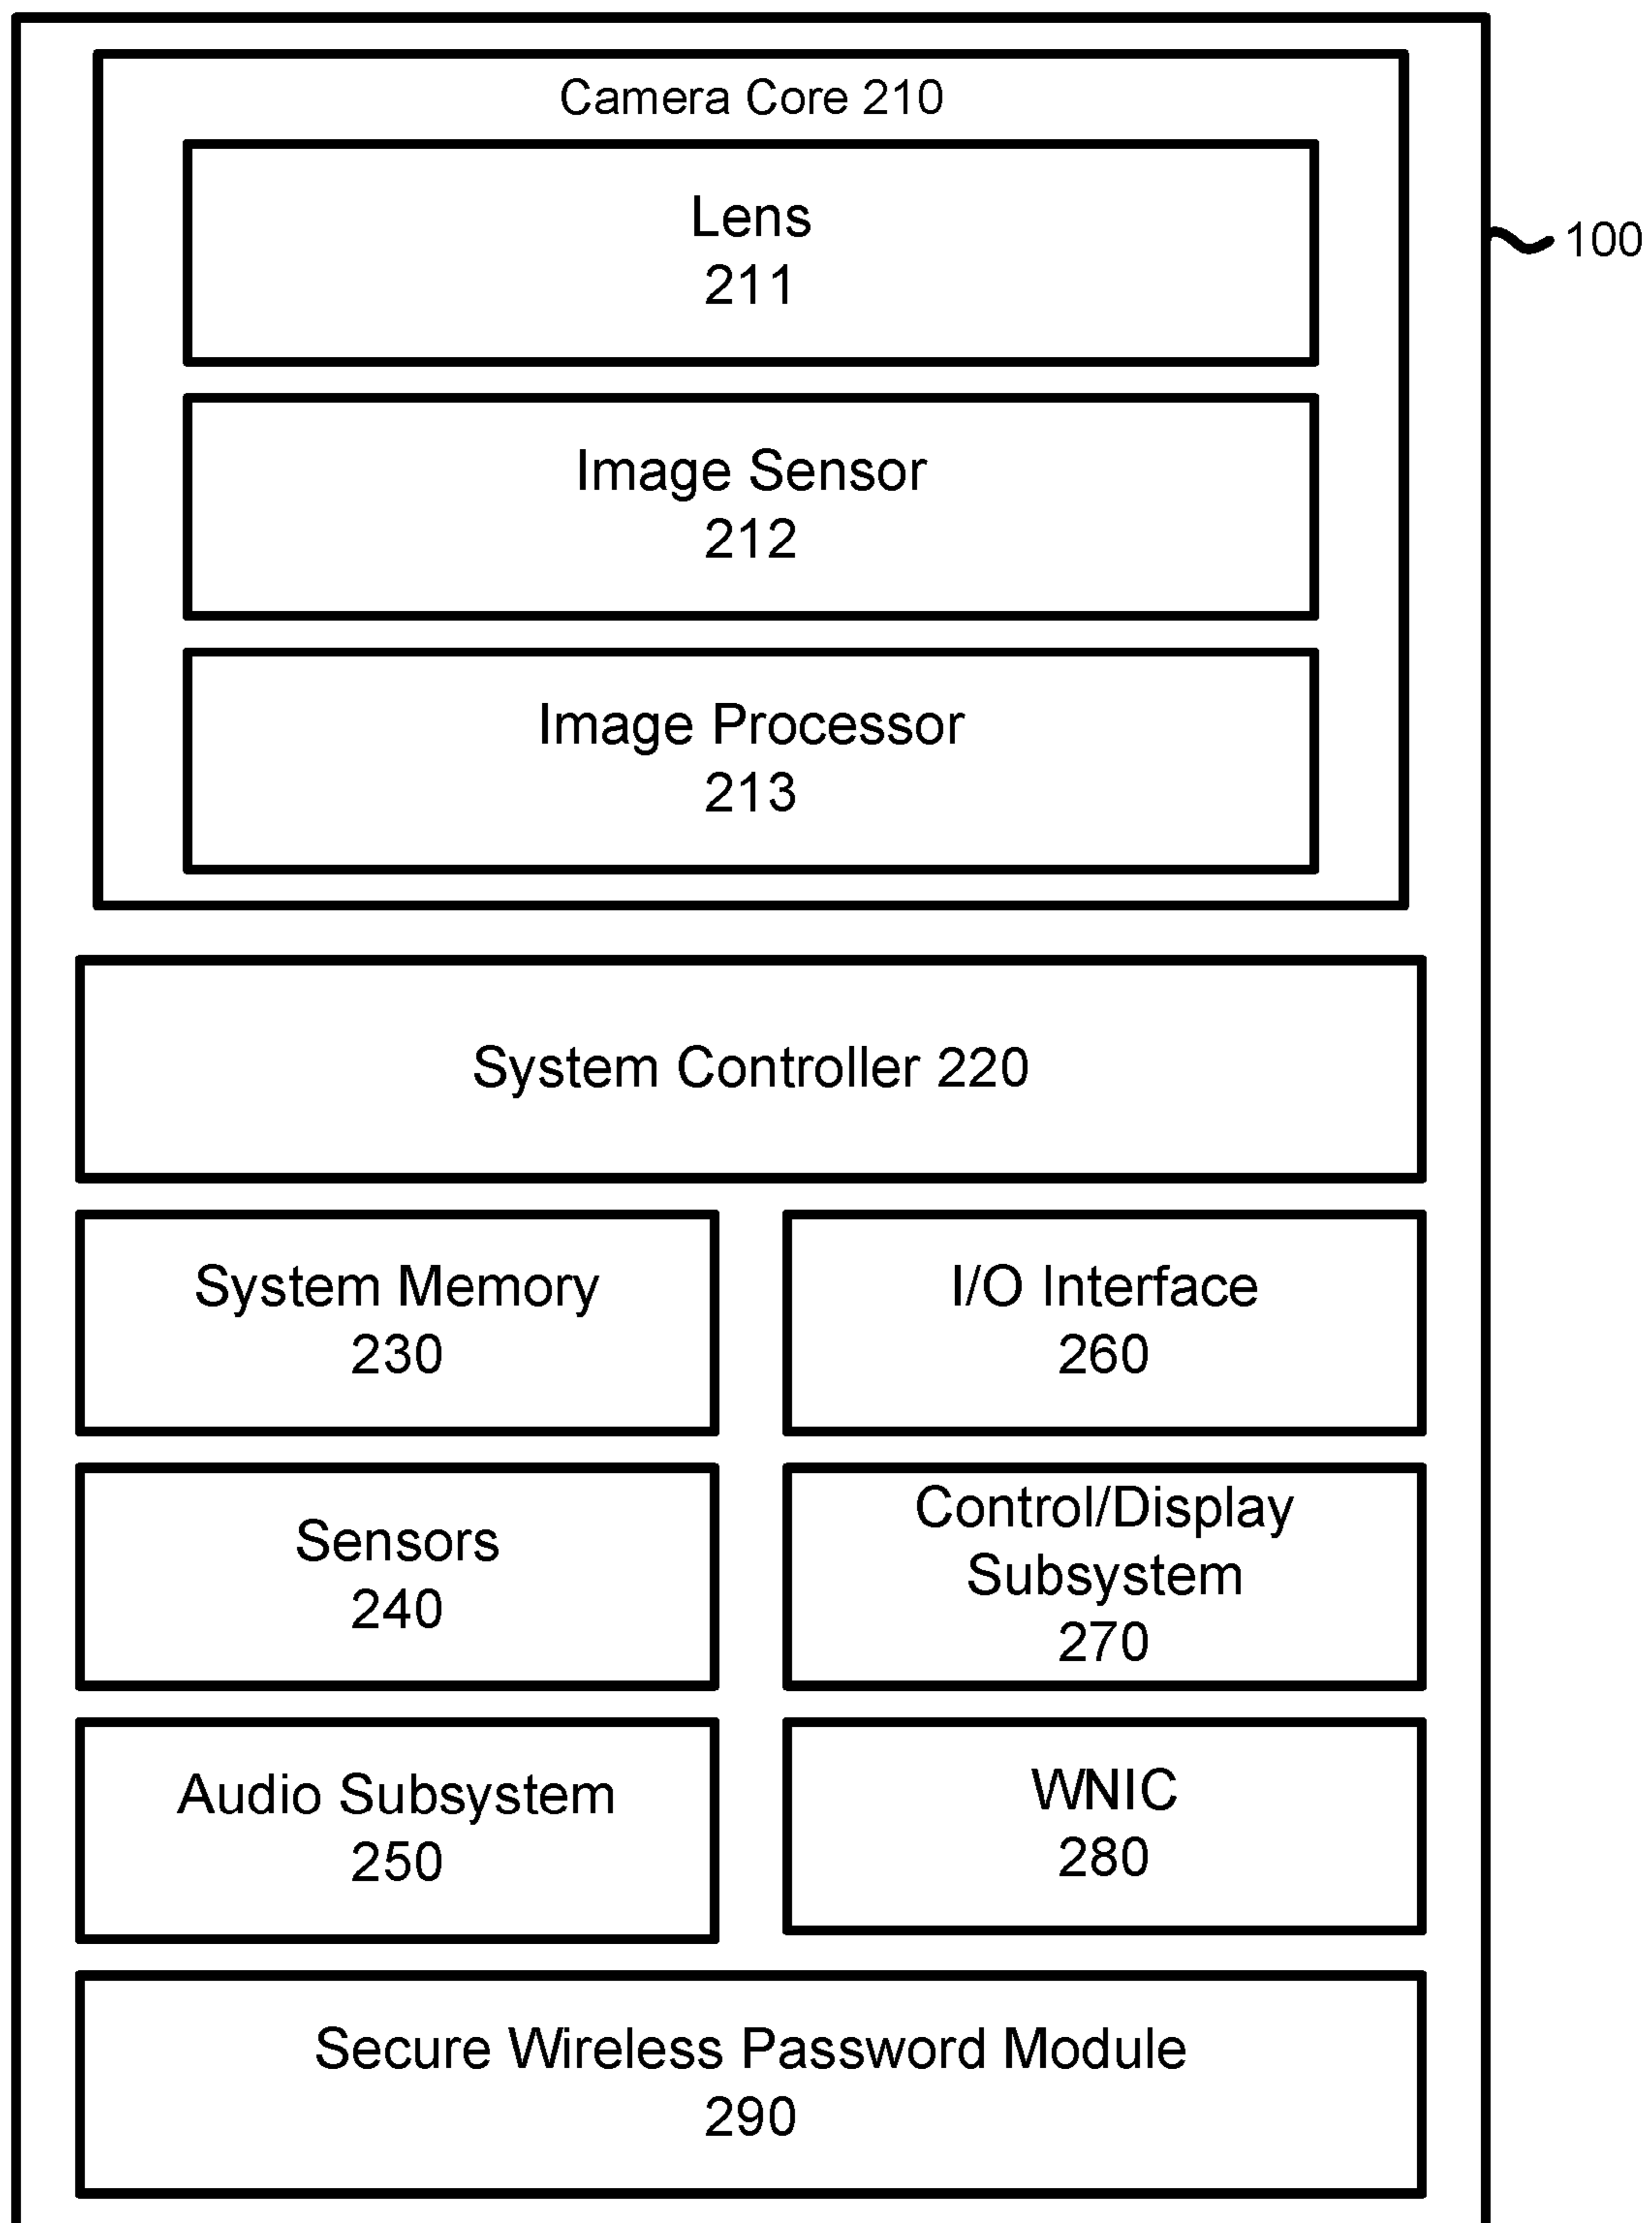 Camera Core 210
Lens
211
100
Image Sensor
212
Image Processor
213
System Controller 220
System Memory
230
I/O Interface
260
Sensors
240
Control/Display
Subsystem
270
Audio Subsystem
250
WNIC
280
Secure Wireless Password Module
290